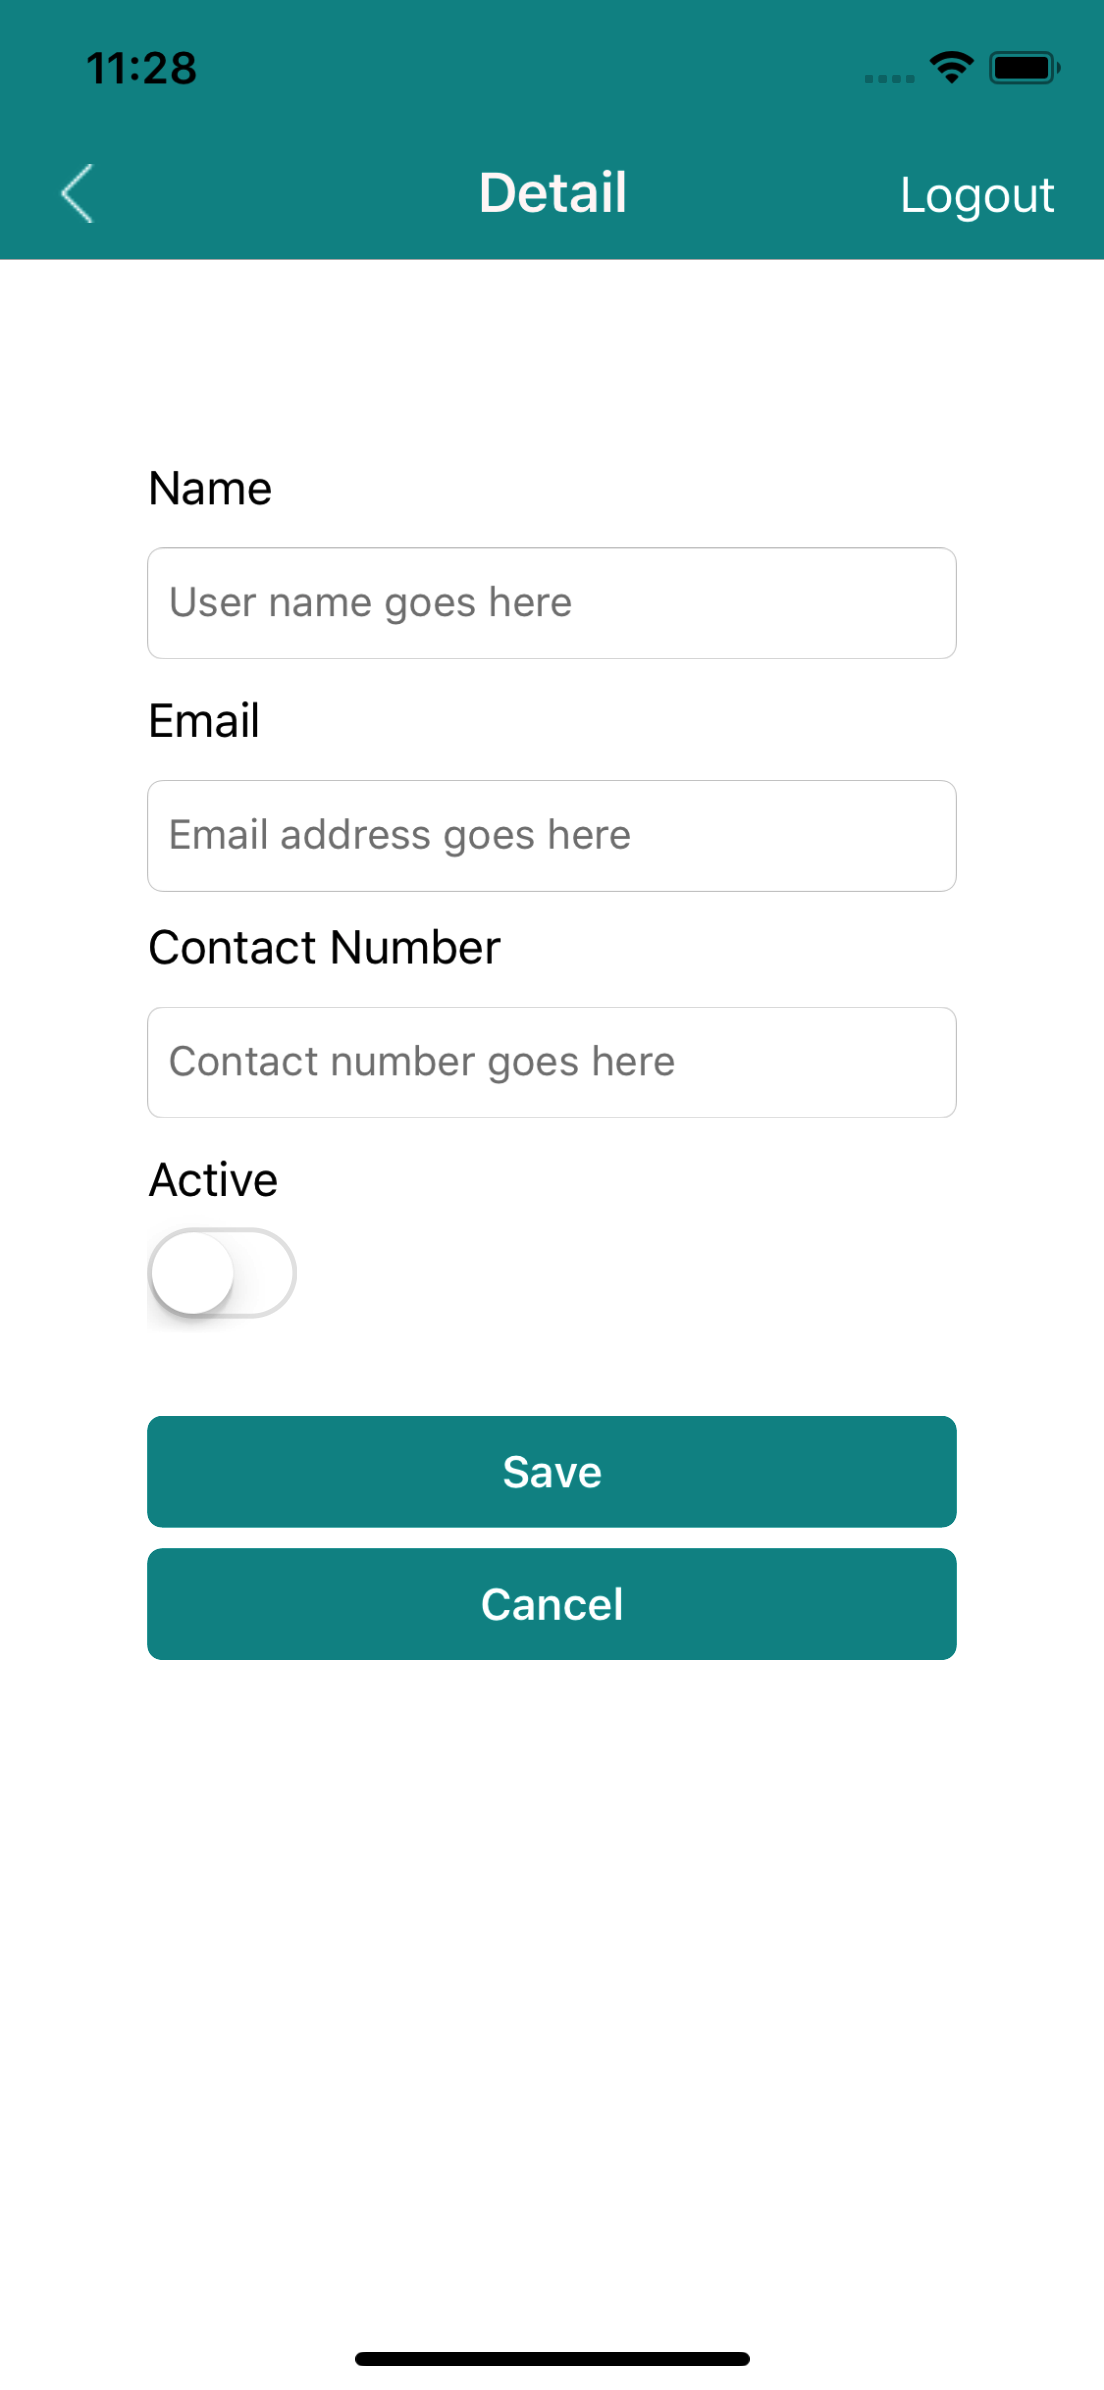 11:28
Detail
Logout
Name
User name goes here
Email
Email address goes here
Contact Number
Contact number goes here
Active
Save
Cancel